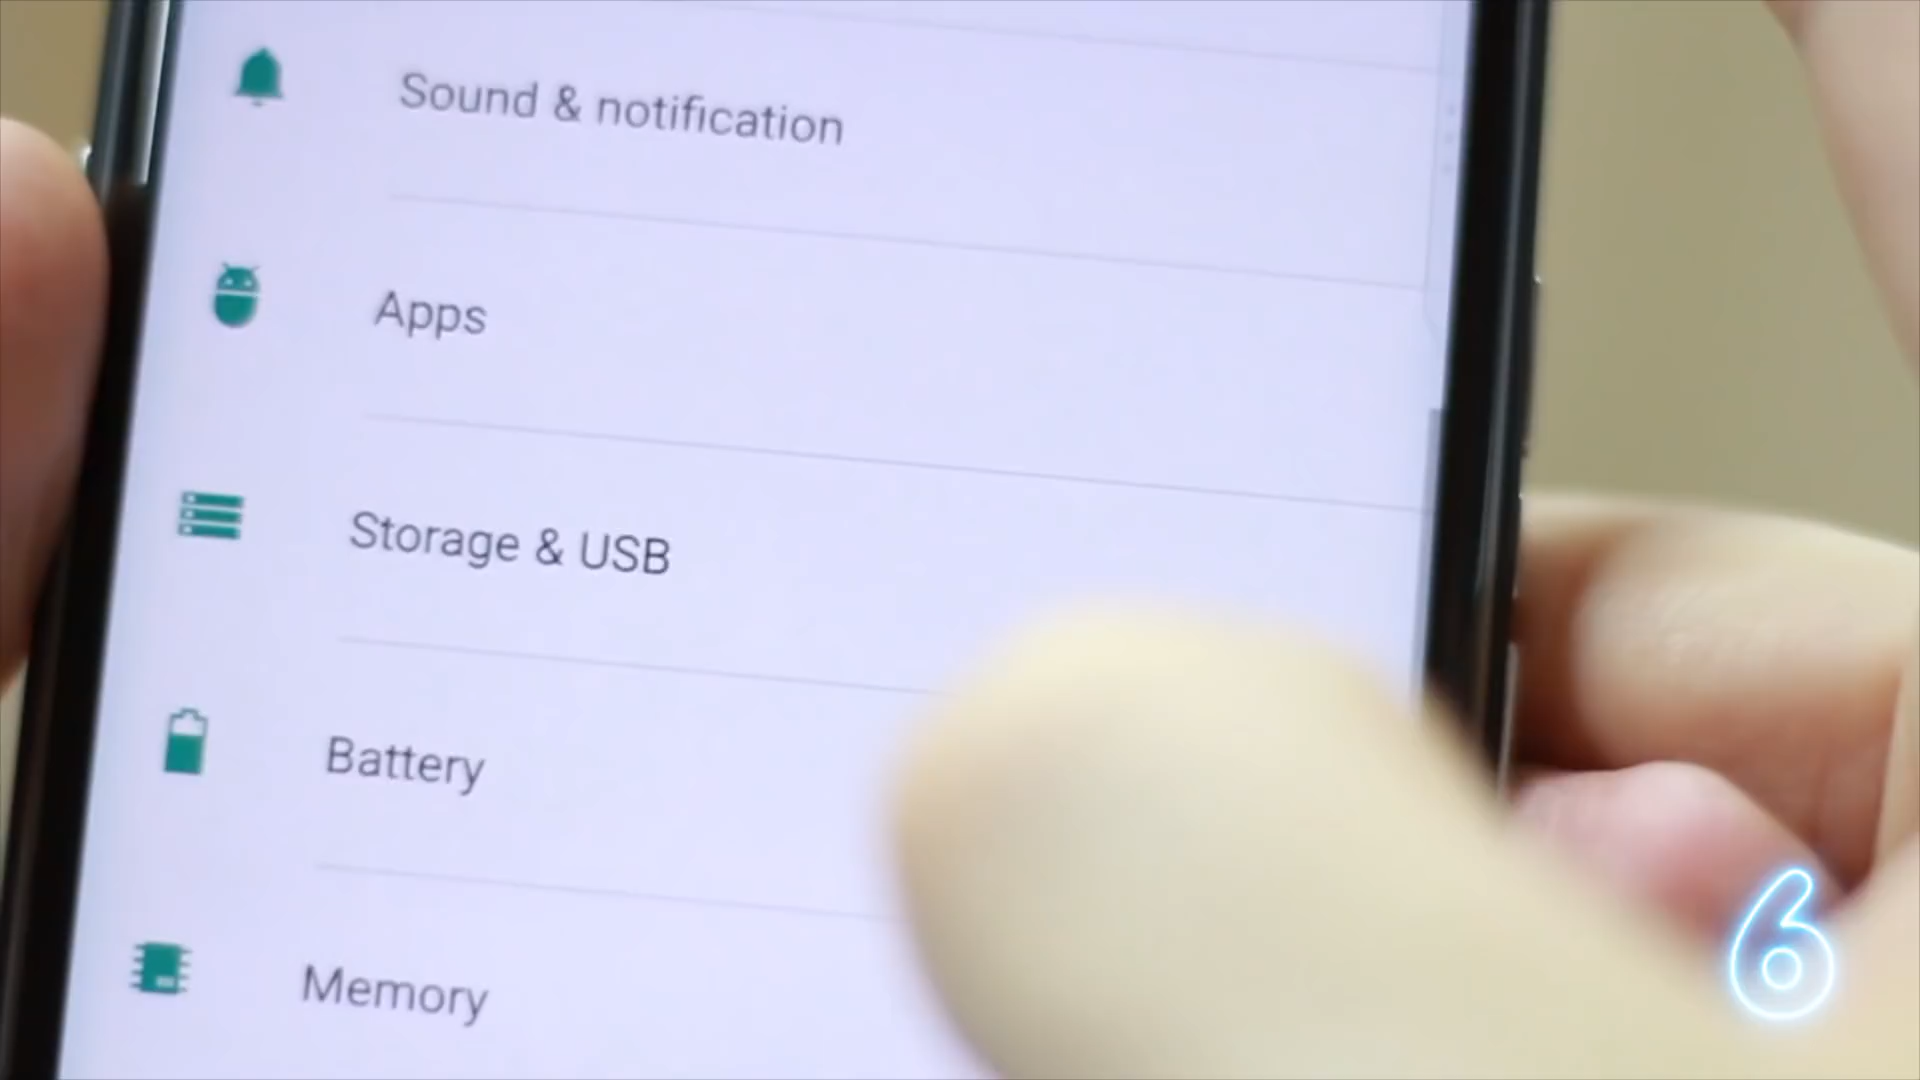 Sound & notification
Apps
Storage & USB
Battery
Memory
6